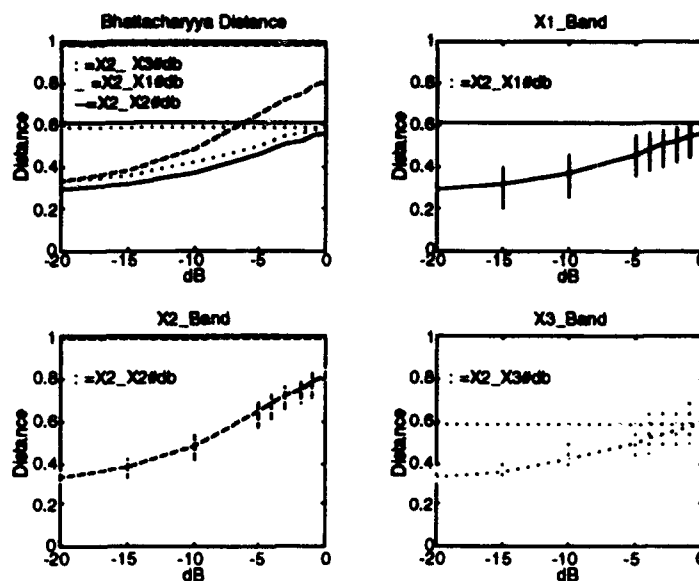 Bhattacharyya Distance
1
0.8
0.6
0.4
0.2
0
Distance
: =X2_ X3#db
_ =X2_X1#db
—=X2_X2#db
-20 -15 -10 -5 0
dB
X1_Band
1
0.8
0.6
0.4
0.2
0
Distance
: =X2_X1#db
-20 -15 -10 -5 0
dB
X2_Band
1
0.8
0.6
0.4
0.2
0
Distance
: =X2_X2#db
-20 -15 -10 -5 0
dB
X3_Band
1
0.8
0.6
0.4
0.2
0
Distance
: =X2_X3#db
-20 -15 -10 -5 0
dB